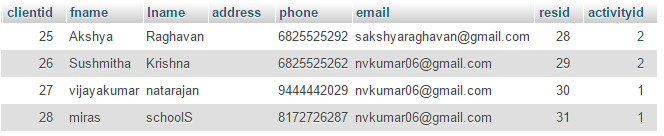 clientid fname lname address phone email resid activityid
25 Akshya Raghavan 6825525292 sakshyaraghavan@gmail.com 28 2
26 Sushmitha Krishna 6825525262 nvkumar06@gmail.com 29 2
27 vijayakumar natarajan 9444442029 nvkumar06@gmail.com 30 1
28 miras schoolS 8172726287 nvkumar06@gmail.com 31 1